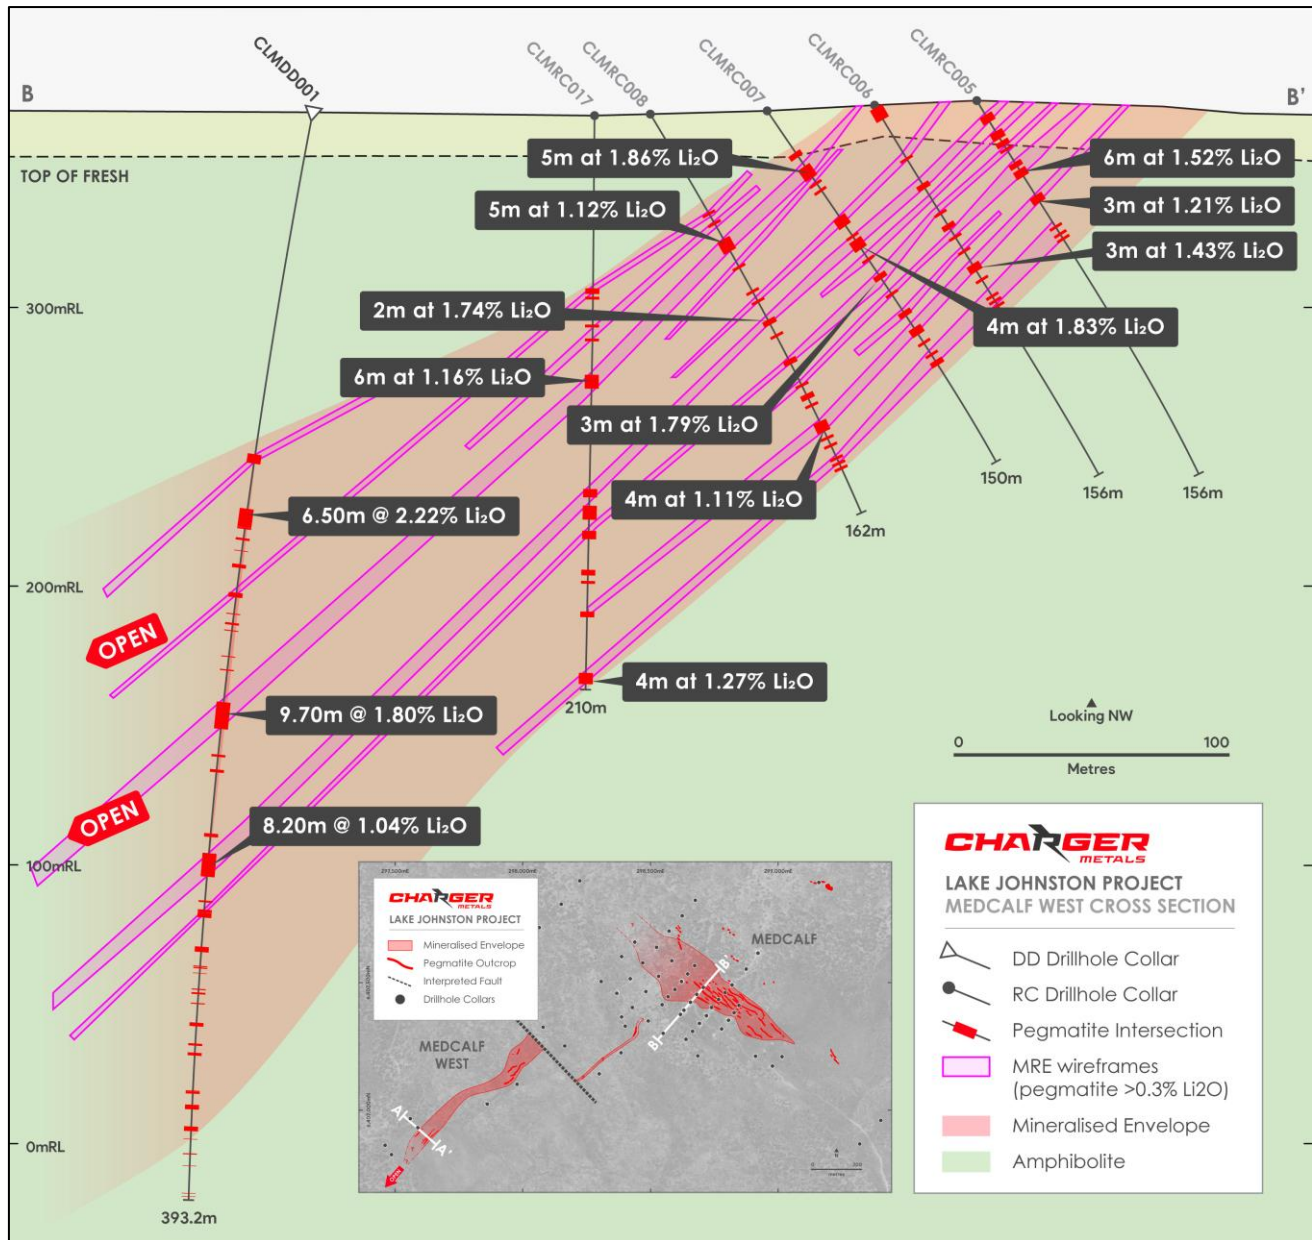 B
CLMDD001
CLMRC017
CLMRC008
CLMRC007
CLMRC006
CLMRC005
B'
TOP OF FRESH
5m at 1.86% Li₂O
6m at 1.52% Li₂O
5m at 1.12% Li₂O
3m at 1.21% Li₂O
3m at 1.43% Li₂O
300mRL
2m at 1.74% Li₂O
4m at 1.83% Li₂O
6m at 1.16% Li₂O
3m at 1.79% Li₂O
150m
156m
156m
4m at 1.11% Li₂O
6.50m @ 2.22% Li₂O
162m
200mRL
OPEN
4m at 1.27% Li₂O
210m
9.70m @ 1.80% Li₂O
Looking NW
0
100
Metres
OPEN
8.20m @ 1.04% Li₂O
100mRL
0mRL
393.2m
CHARGER
METALS
LAKE JOHNSTON PROJECT
MEDCALF WEST CROSS SECTION
DD Drillhole Collar
RC Drillhole Collar
Pegmatite Intersection
MRE wireframes
(pegmatite >0.3% Li2O)
Mineralised Envelope
Amphibolite
CHARGER
METALS
LAKE JOHNSTON PROJECT
Mineralised Envelope
Pegmatite Outcrop
Interpreted Fault
Drillhole Collars
MEDCALF
B'
B
MEDCALF
WEST
A
A'